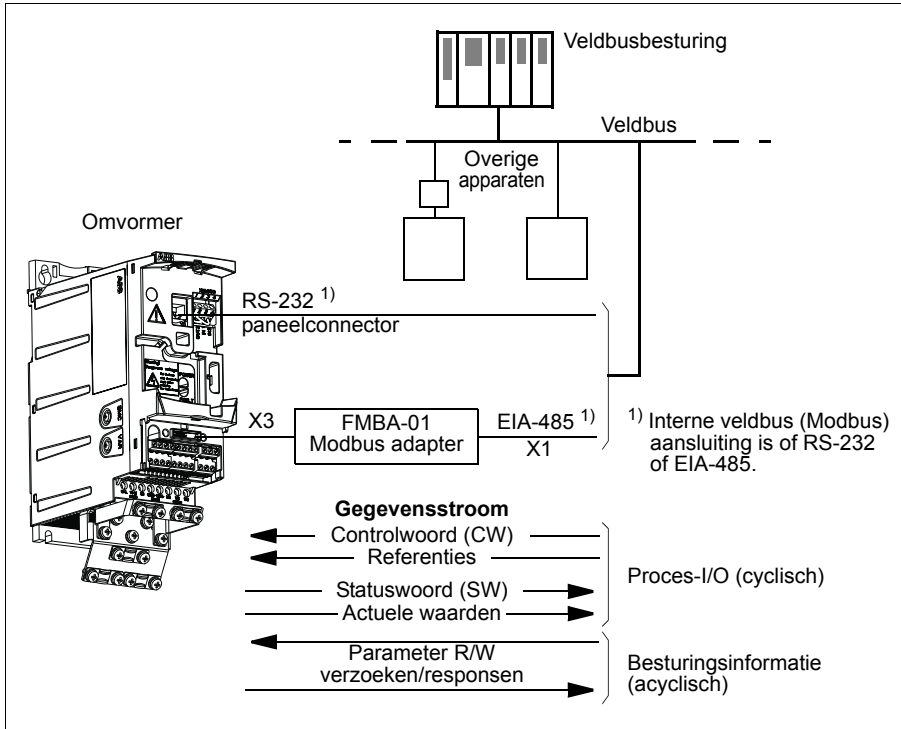 Veldbusbesturing
Veldbus
Overige
apparaten
Omvormer
RS-232 1)
paneelconnector
X3
FMBA-01
Modbus adapter
EIA-485 1)
X1
1) Interne veldbus (Modbus)
aansluiting is of RS-232
of EIA-485.
Gegevensstroom
Controlwoord (CW)
Referenties
Statuswoord (SW)
Actuele waarden
Proces-I/O (cyclisch)
Parameter R/W
verzoeken/responsen
Besturingsinformatie
(acyclisch)